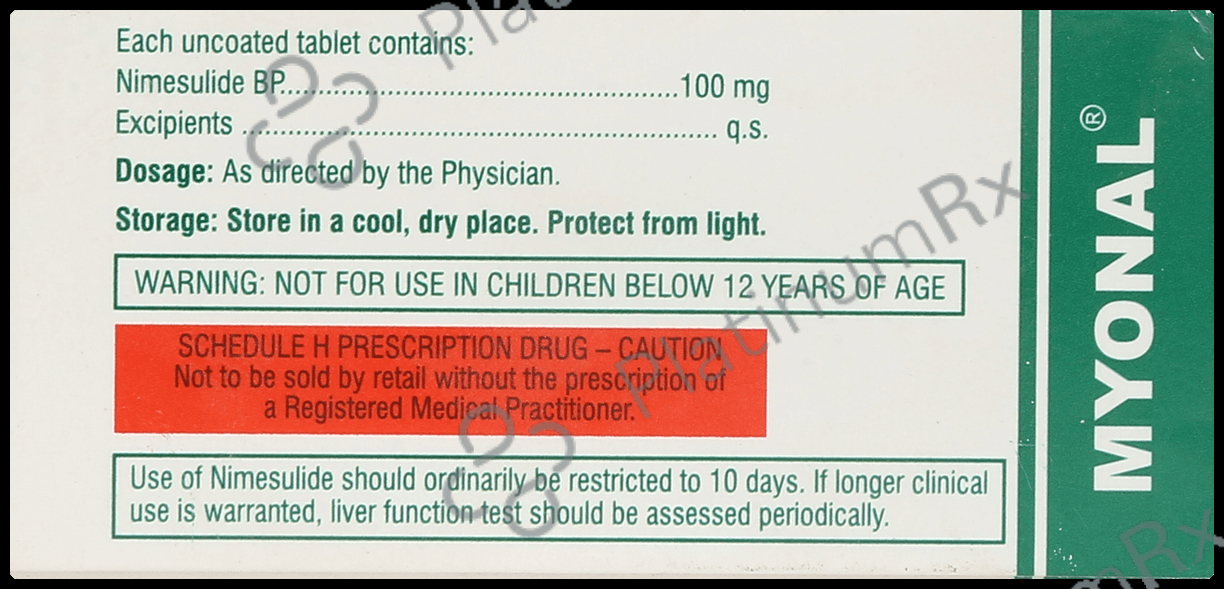 Each uncoated tablet contains:
Nimesulide BP.....................................................100 mg
Excipients ............................................................... q.s.
Dosage: As directed by the Physician.
Storage: Store in a cool, dry place. Protect from light.
WARNING: NOT FOR USE IN CHILDREN BELOW 12 YEARS OF AGE
SCHEDULE H PRESCRIPTION DRUG – CAUTION
Not to be sold by retail without the prescription of
a Registered Medical Practitioner.
Use of Nimesulide should ordinarily be restricted to 10 days. If longer clinical
use is warranted, liver function test should be assessed periodically.
MYONAL®
PlatinumRx